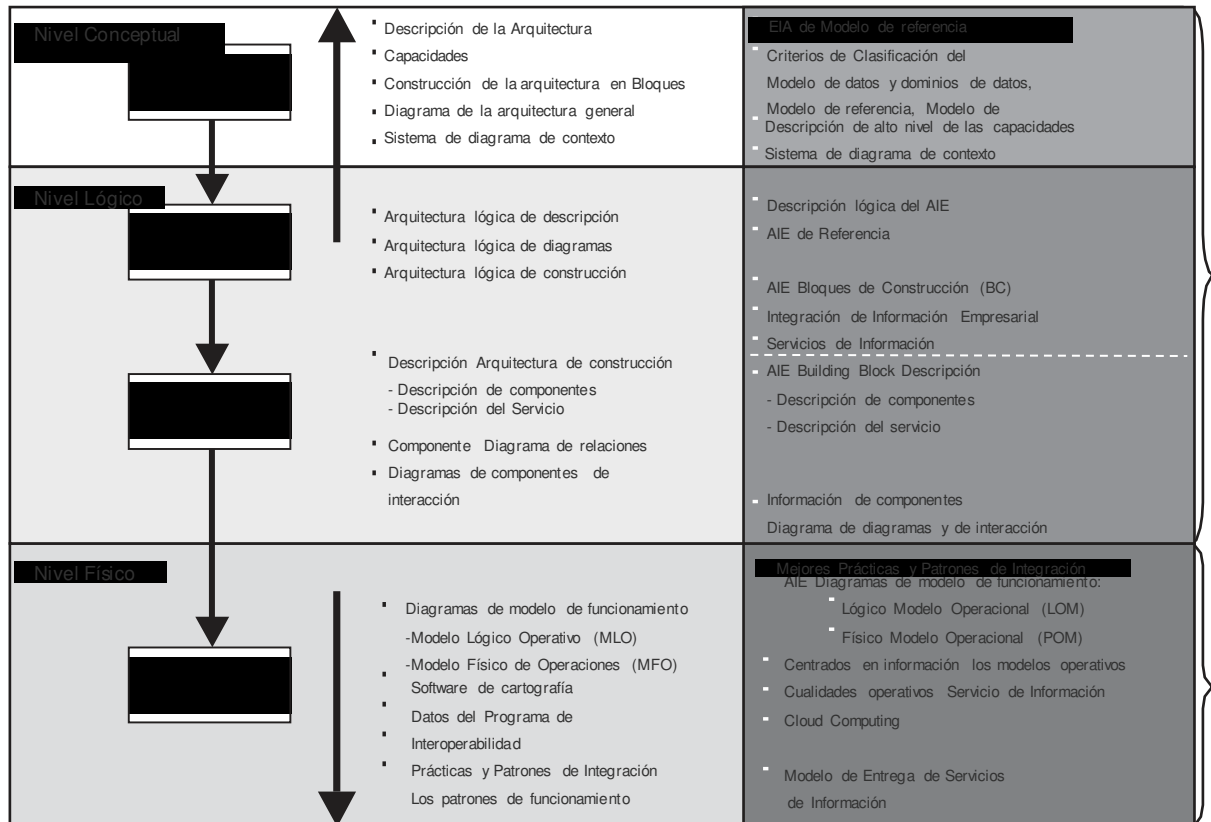 Nivel Conceptual
Descripción de la Arquitectura
Capacidades
Construcción de la arquitectura en Bloques
Diagrama de la arquitectura general
Sistema de diagrama de contexto
EIA de Modelo de referencia
Criterios de Clasificación del
Modelo de datos y dominios de datos,
Modelo de referencia, Modelo de
Descripción de alto nivel de las capacidades
Sistema de diagrama de contexto
Nivel Lógico
Arquitectura lógica de descripción
Arquitectura lógica de diagramas
Arquitectura lógica de construcción
Descripción Arquitectura de construcción
- Descripción de componentes
- Descripción del Servicio
Componente Diagrama de relaciones
Diagramas de componentes de
interacción
Descripción lógica del AIE
AIE de Referencia
AIE Bloques de Construcción (BC)
Integración de Información Empresarial
Servicios de Información
AIE Building Block Descripción
- Descripción de componentes
- Descripción del servicio
Información de componentes
Diagrama de diagramas y de interacción
Nivel Físico
Diagramas de modelo de funcionamiento
-Modelo Lógico Operativo (MLO)
-Modelo Físico de Operaciones (MFO)
Software de cartografía
Datos del Programa de
Interoperabilidad
Prácticas y Patrones de Integración
Los patrones de funcionamiento
Mejores Prácticas y Patrones de Integración
AIE Diagramas de modelo de funcionamiento:
Lógico Modelo Operacional (LOM)
Físico Modelo Operacional (POM)
Centrados en información los modelos operativos
Cualidades operativos Servicio de Información
Cloud Computing
Modelo de Entrega de Servicios
de Información